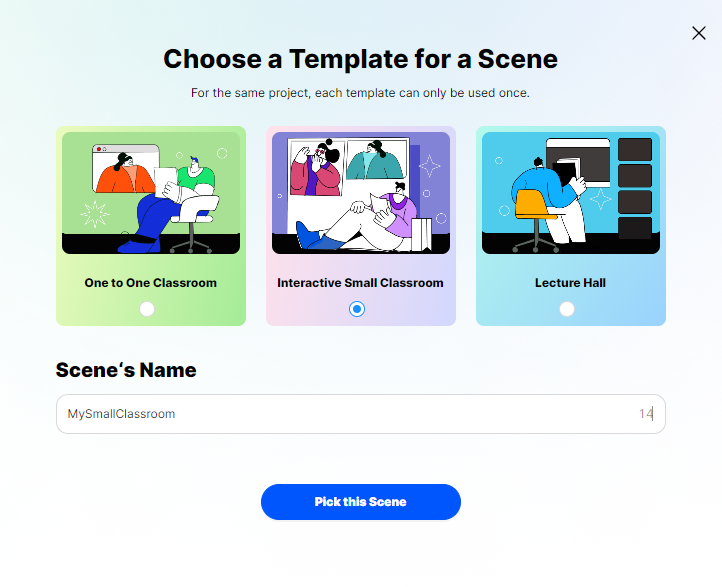 Choose a Template for a Scene
For the same project, each template can only be used once.
One to One Classroom
Interactive Small Classroom
Lecture Hall
Scene‘s Name
MySmallClassroom 14
Pick this Scene